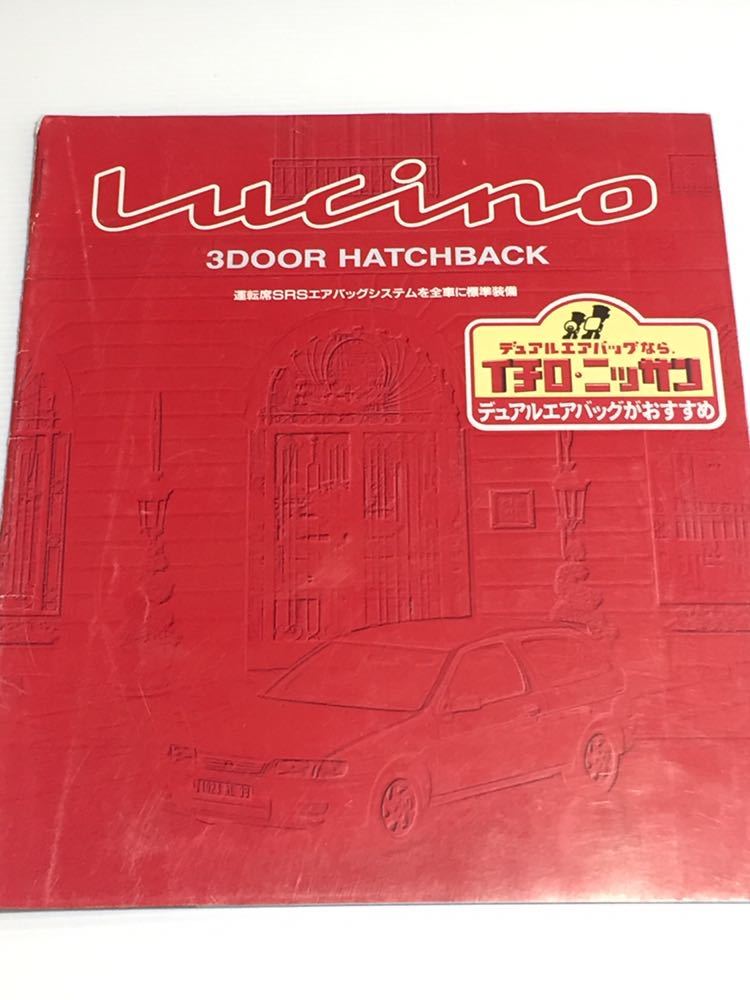 Lucino
3DOOR HATCHBACK
運転席SRSエアバッグシステムを全車に標準装備
デュアルエアバッグなら、
イチロ・ニッサン
デュアルエアバッグがおすすめ